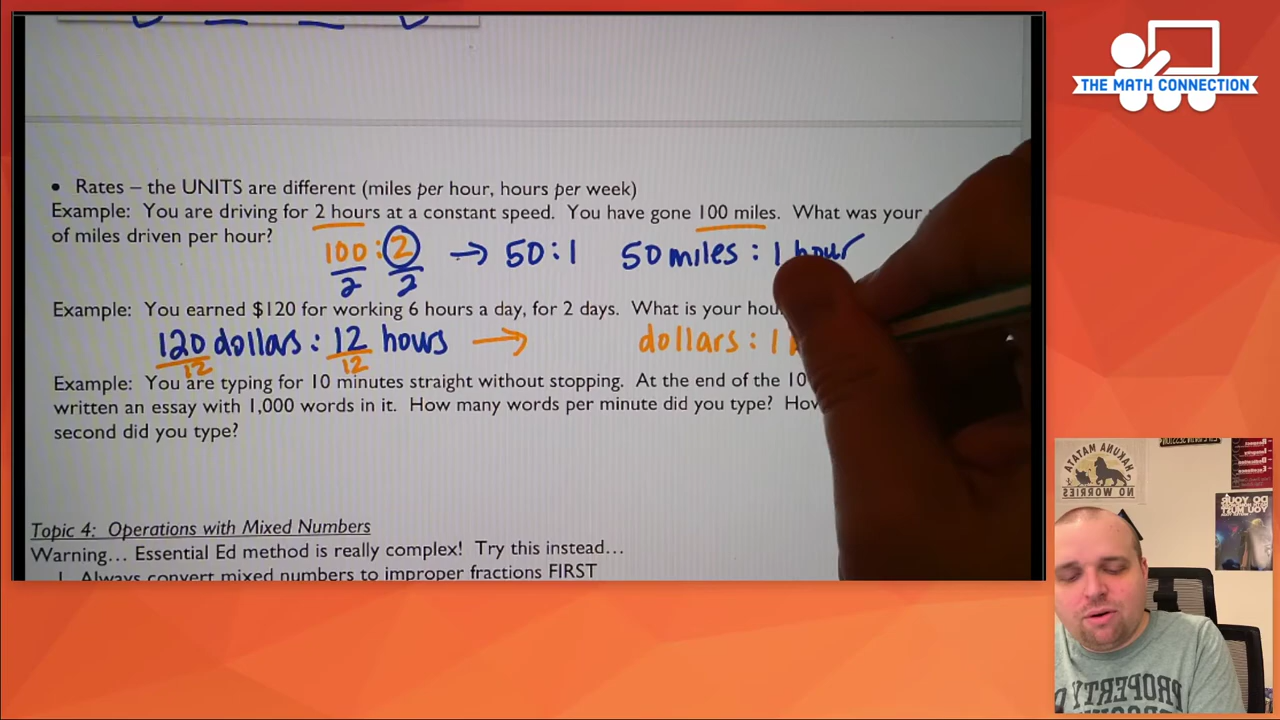 THE MATH CONNECTION
• Rates – the UNITS are different (miles per hour, hours per week)
Example: You are driving for 2 hours at a constant speed. You have gone 100 miles. What was your
of miles driven per hour?
100 : 2 → 50 : 1 50 miles : 1 hour
2 2
Example: You earned $120 for working 6 hours a day, for 2 days. What is your
120 dollars : 12 hours → dollars : 1
12 12
Example: You are typing for 10 minutes straight without stopping. At the end of the 10
written an essay with 1,000 words in it. How many words per minute did you type?
second did you type?
Topic 4: Operations with Mixed Numbers
Warning… Essential Ed method is really complex! Try this instead…
1. Always convert mixed numbers to improper fractions FIRST
HAKUNA MATATA
NO WORRIES
DO YOUR
YOU MUST
PROPERTY